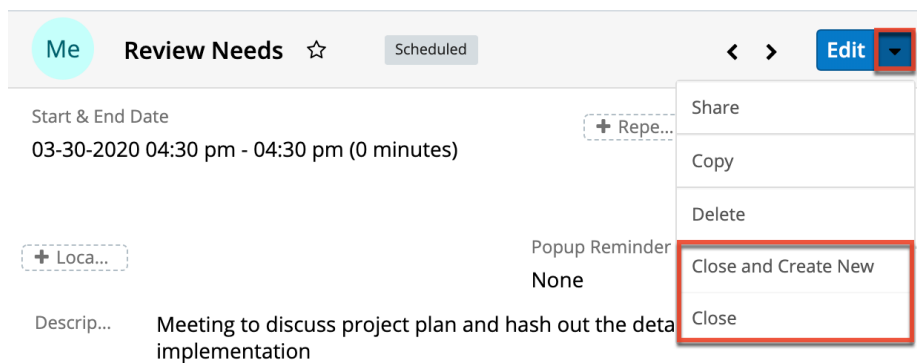 Me Review Needs Scheduled Edit
Start & End Date
03-30-2020 04:30 pm - 04:30 pm (0 minutes)
+ Repe...
Share
Copy
Delete
Close and Create New
Close
+ Loca...
Popup Reminder
None
Descrip...
Meeting to discuss project plan and hash out the deta
implementation